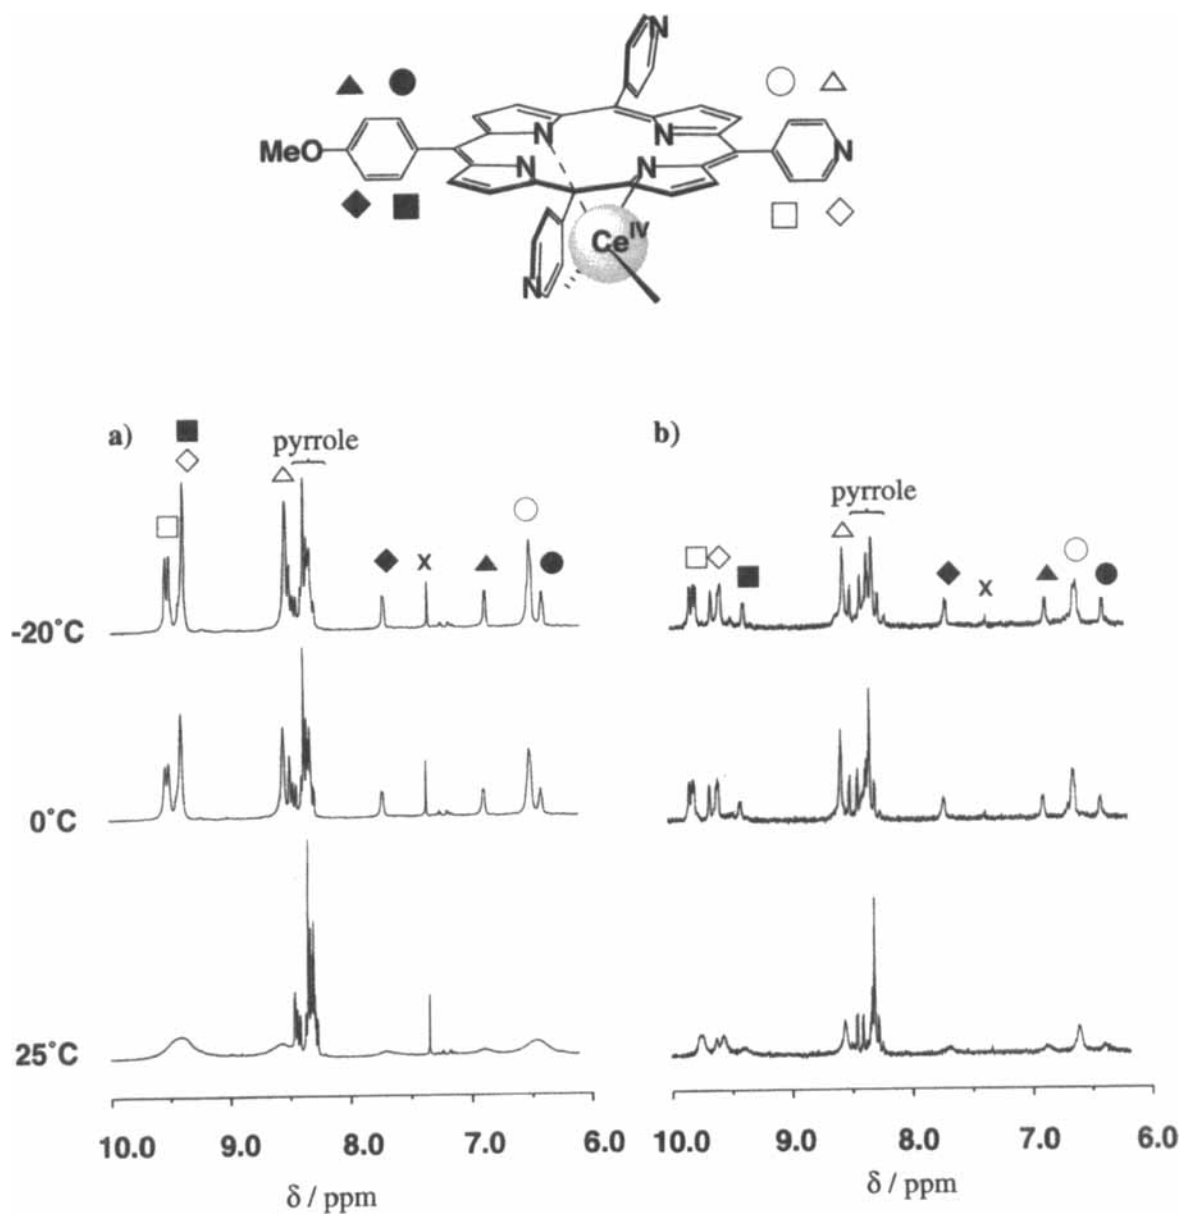 N
N N
MeO N N N
Ce IV
N
a) b)
pyrrole pyrrole
x x
-20°C
0°C
25°C
10.0 9.0 8.0 7.0 6.0 10.0 9.0 8.0 7.0 6.0
δ / ppm δ / ppm